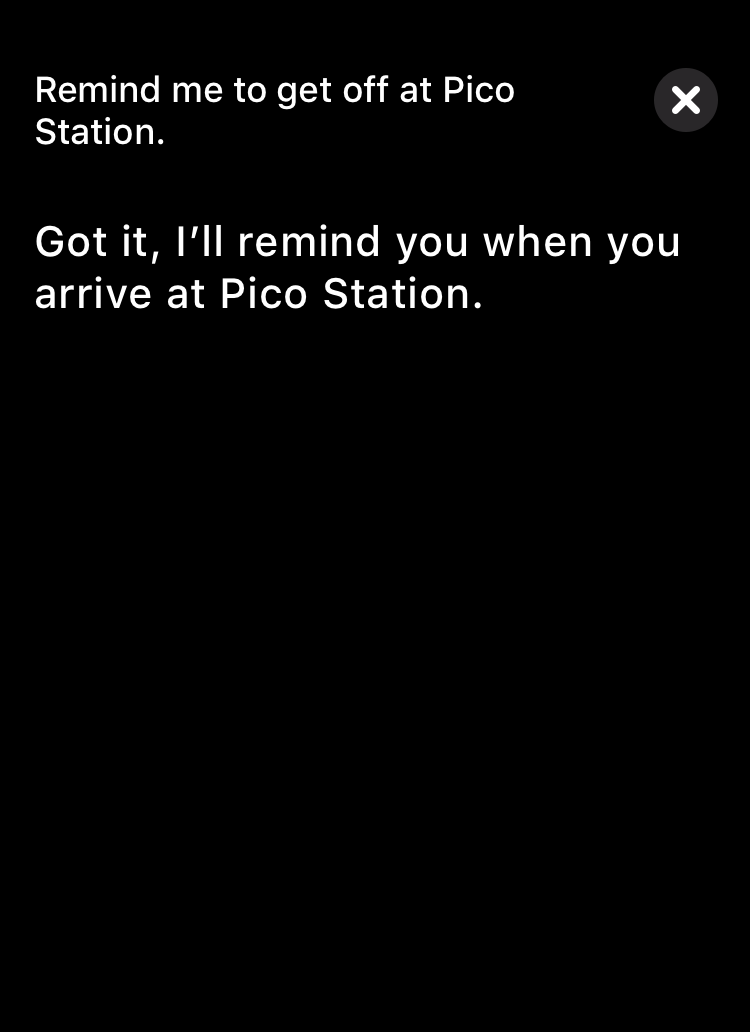 Remind me to get off at Pico
Station.
Got it, I’ll remind you when you
arrive at Pico Station.